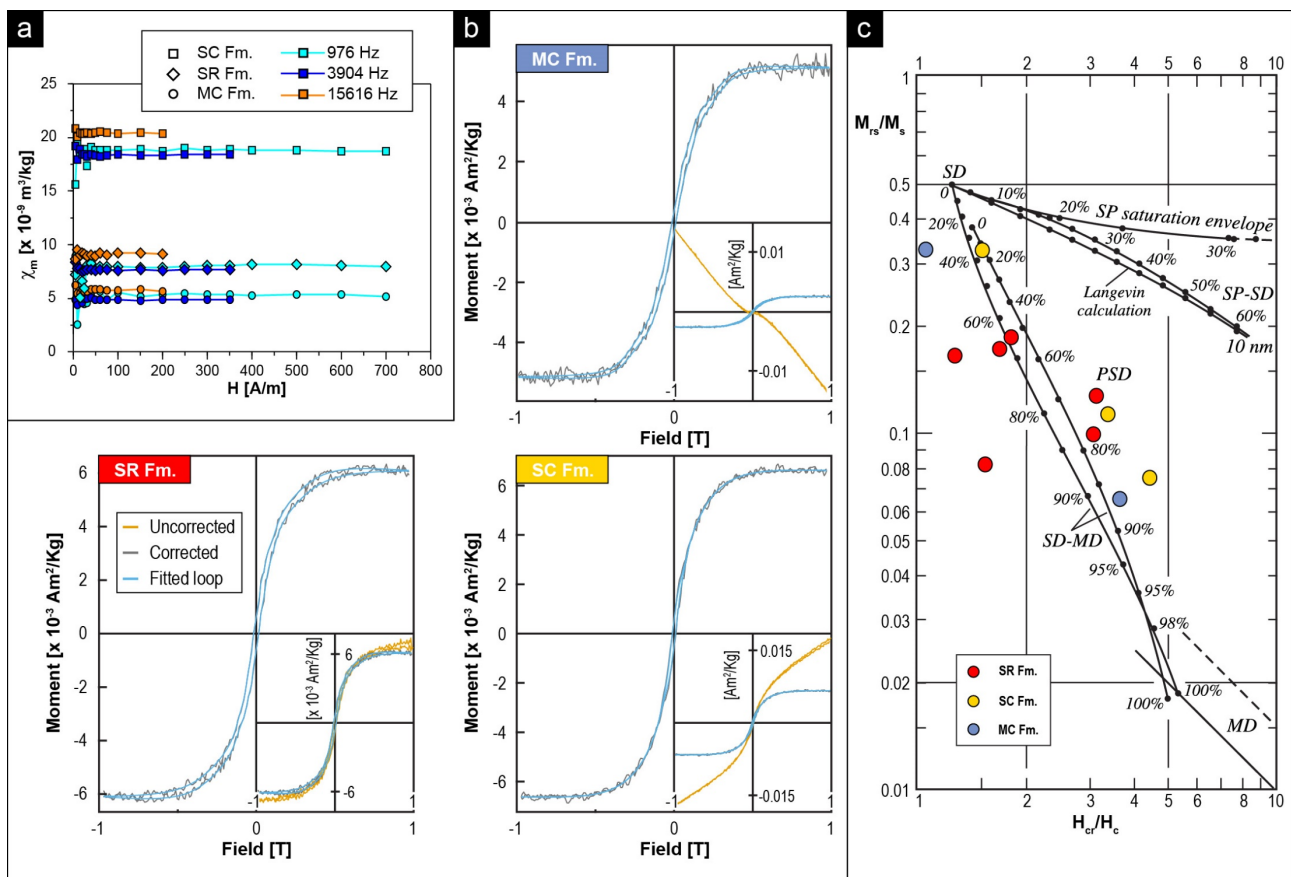 a
SC Fm.
SR Fm.
MC Fm.
976 Hz
3904 Hz
15616 Hz
25
20
15
10
5
0
χm [x 10-9 m3/kg]
0 100 200 300 400 500 600 700 800
H [A/m]
b
MC Fm.
4
2
0
-2
-4
Moment [x 10-3 Am2/Kg]
[Am2/Kg]
0.01
-0.01
-1
1
-1 0 1
Field [T]
SR Fm.
Uncorrected
Corrected
Fitted loop
6
4
2
0
-2
-4
-6
Moment [x 10-3 Am2/Kg]
[x 10-3 Am2/Kg]
6
-6
-1
1
-1 0 1
Field [T]
SC Fm.
6
4
2
0
-2
-4
-6
Moment [x 10-3 Am2/Kg]
[Am2/Kg]
0.015
-0.015
-1
1
-1 0 1
Field [T]
c
1 2 3 4 5 6 8 10
1
Mrs/Ms
0.5
0.4
0.3
0.2
0.1
0.08
0.06
0.05
0.04
0.03
0.02
0.01
SD
0
10%
20%
SP saturation envelope
30%
20%
0
30%
40%
20%
40%
50%
SP-SD
60%
Langevin
calculation
10 nm
40%
60%
60%
PSD
80%
80%
90%
SD-MD
90%
95%
95%
98%
100%
100%
MD
SR Fm.
SC Fm.
MC Fm.
1 2 3 4 5 6 8 10
Hcr/Hc